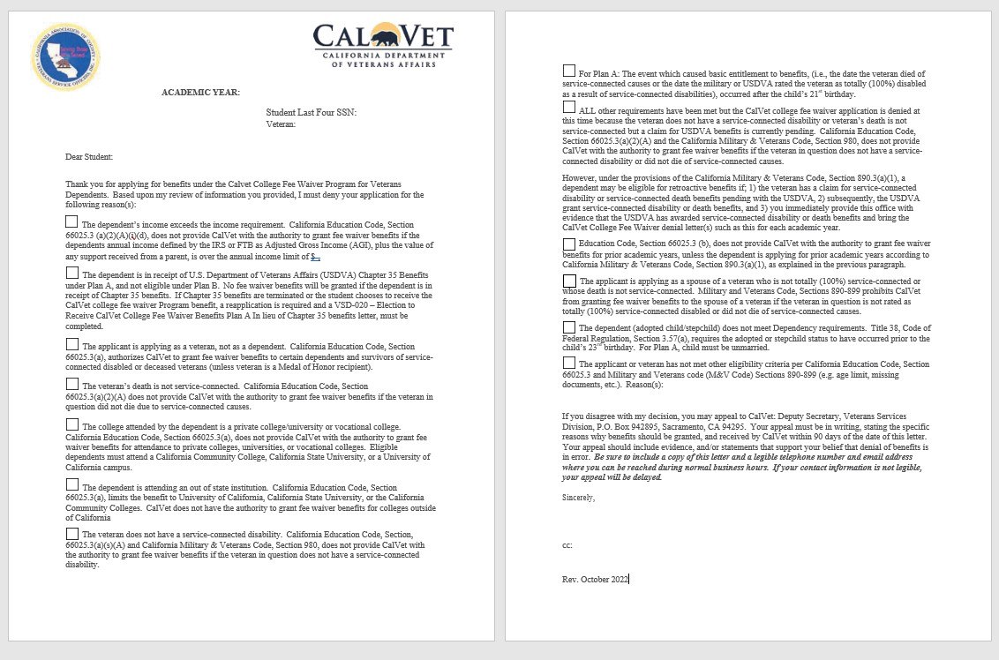 CALIFORNIA ASSOCIATION OF COUNTY
VETERANS SERVICE OFFICERS, INC.
CALVET
CALIFORNIA DEPARTMENT
OF VETERANS AFFAIRS
ACADEMIC YEAR:
Student Last Four SSN:
Veteran:
Dear Student:
Thank you for applying for benefits under the Calvet College Fee Waiver Program for Veterans
Dependents. Based upon my review of information you provided, I must deny your application for the
following reason(s):
The dependent's income exceeds the income requirement. California Education Code, Section
66025.3 (a)(2)(A)(i)(d), does not provide CalVet with the authority to grant fee waiver benefits if the
dependents annual income defined by the IRS or FTB as Adjusted Gross Income (AGI), plus the value of
any support received from a parent, is over the annual income limit of $
The dependent is in receipt of U.S. Department of Veterans Affairs (USDVA) Chapter 35 Benefits
under Plan A, and not eligible under Plan B. No fee waiver benefits will be granted if the dependent is in
receipt of Chapter 35 benefits. If Chapter 35 benefits are terminated or the student chooses to receive the
CalVet college fee waiver Program benefit, a reapplication is required and a VSD-020 – Election to
Receive CalVet College Fee Waiver Benefits Plan A In lieu of Chapter 35 benefits letter, must be
completed.
The applicant is applying as a veteran, not as a dependent. California Education Code, Section
66025.3(a), authorizes CalVet to grant fee waiver benefits to certain dependents and survivors of service-
connected disabled or deceased veterans (unless veteran is a Medal of Honor recipient).
The veteran's death is not service-connected. California Education Code, Section
66025.3(a)(2)(A) does not provide CalVet with the authority to grant fee waiver benefits if the veteran in
question did not die due to service-connected causes.
The college attended by the dependent is a private college/university or vocational college.
California Education Code, Section 66025.3(a), does not provide CalVet with the authority to grant fee
waiver benefits for attendance to private colleges, universities, or vocational colleges. Eligible
dependents must attend a California Community College, California State University, or a University of
California campus.
The dependent is attending an out of state institution. California Education Code, Section
66025.3(a), limits the benefit to University of California, California State University, or the California
Community Colleges. CalVet does not have the authority to grant fee waiver benefits for colleges outside
of California
The veteran does not have a service-connected disability. California Education Code, Section,
66025.3(a)(s)(A) and California Military & Veterans Code, Section 980, does not provide CalVet with
the authority to grant fee waiver benefits if the veteran in question does not have a service-connected
disability.
For Plan A: The event which caused basic entitlement to benefits, (i.e., the date the veteran died of
service-connected causes or the date the military or USDVA rated the veteran as totally (100%) disabled
as a result of service-connected disabilities), occurred after the child's 21st birthday.
ALL other requirements have been met but the CalVet college fee waiver application is denied at
this time because the veteran does not have a service-connected disability or veteran's death is not
service-connected but a claim for USDVA benefits is currently pending. California Education Code,
Section 66025.3(a)(2)(A) and the California Military & Veterans Code, Section 980, does not provide
CalVet with the authority to grant fee waiver benefits if the veteran in question does not have a service-
connected disability or did not die of service-connected causes.
However, under the provisions of the California Military & Veterans Code, Section 890.3(a)(1), a
dependent may be eligible for retroactive benefits if; 1) the veteran has a claim for service-connected
disability or service-connected death benefits pending with the USDVA, 2) subsequently, the USDVA
grant service-connected disability or death benefits, and 3) you immediately provide this office with
evidence that the USDVA has awarded service-connected disability or death benefits and bring the
CalVet College Fee Waiver denial letter(s) such as this for each academic year.
Education Code, Section 66025.3 (b), does not provide CalVet with the authority to grant fee waiver
benefits for prior academic years, unless the dependent is applying for prior academic years according to
California Military & Veterans Code, Section 890.3(a)(1), as explained in the previous paragraph.
The applicant is applying as a spouse of a veteran who is not totally (100%) service-connected or
whose death is not service-connected. Military and Veterans Code, Sections 890-899 prohibits CalVet
from granting fee waiver benefits to the spouse of a veteran if the veteran in question is not rated as
totally (100%) service-connected disabled or did not die of service-connected causes.
The dependent (adopted child/stepchild) does not meet Dependency requirements. Title 38, Code of
Federal Regulation, Section 3.57(a), requires the adopted or stepchild status to have occurred prior to the
child's 23rd birthday. For Plan A, child must be unmarried.
The applicant or veteran has not met other eligibility criteria per California Education Code, Section
66025.3 and Military and Veterans code (M&V Code) Sections 890-899 (e.g. age limit, missing
documents, etc.). Reason(s):
If you disagree with my decision, you may appeal to CalVet: Deputy Secretary, Veterans Services
Division, P.O. Box 942895, Sacramento, CA 94295. Your appeal must be in writing, stating the specific
reasons why benefits should be granted, and received by CalVet within 90 days of the date of this letter.
Your appeal should include evidence, and/or statements that support your belief that denial of benefits is
in error. Be sure to include a copy of this letter and a legible telephone number and email address
where you can be reached during normal business hours. If your contact information is not legible,
your appeal will be delayed.
Sincerely,
cc:
Rev. October 2022